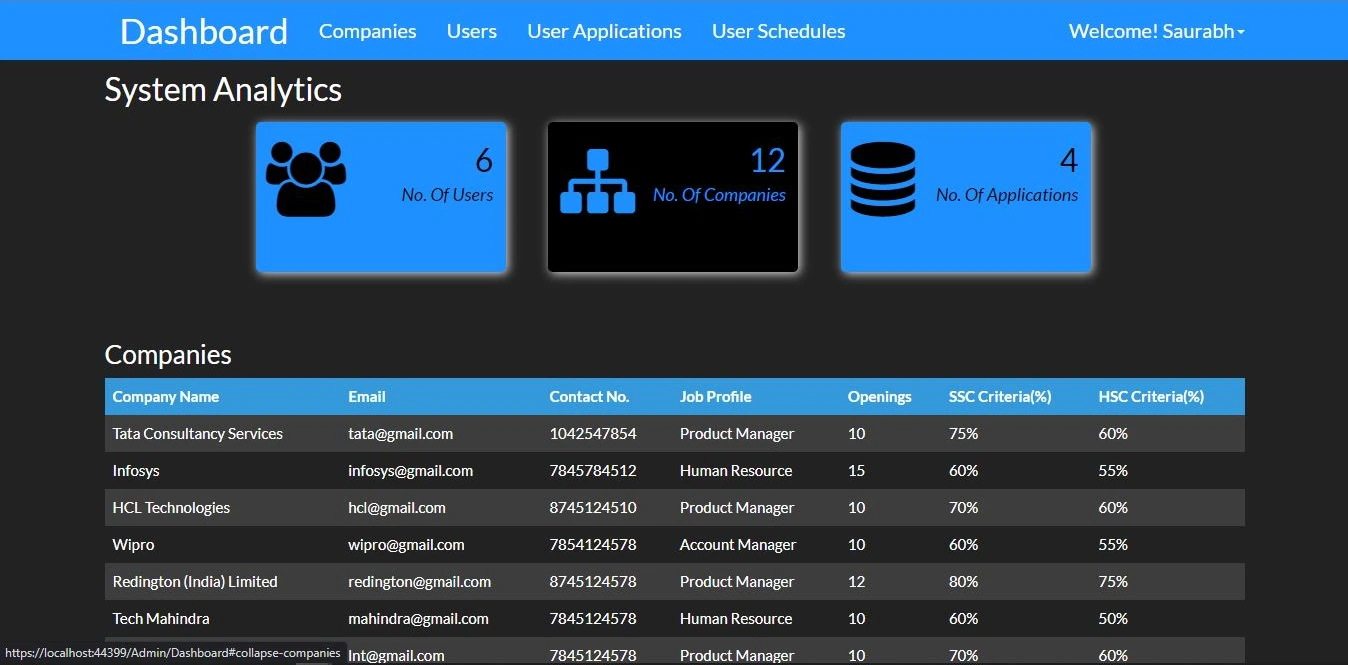 Dashboard Companies Users User Applications User Schedules Welcome! Saurabh
System Analytics
6
No. Of Users
12
No. Of Companies
4
No. Of Applications
Companies
Company Name Email Contact No. Job Profile Openings SSC Criteria(%) HSC Criteria(%)
Tata Consultancy Services tata@gmail.com 1042547854 Product Manager 10 75% 60%
Infosys infosys@gmail.com 7845784512 Human Resource 15 60% 55%
HCL Technologies hcl@gmail.com 8745124510 Product Manager 10 70% 60%
Wipro wipro@gmail.com 7854124578 Account Manager 10 60% 55%
Redington (India) Limited redington@gmail.com 8745124578 Product Manager 12 80% 75%
Tech Mahindra mahindra@gmail.com 7845124578 Human Resource 10 60% 50%
lnt@gmail.com 7845124578 Product Manager 10 70% 60%
https://localhost:44399/Admin/Dashboard#collapse-companies